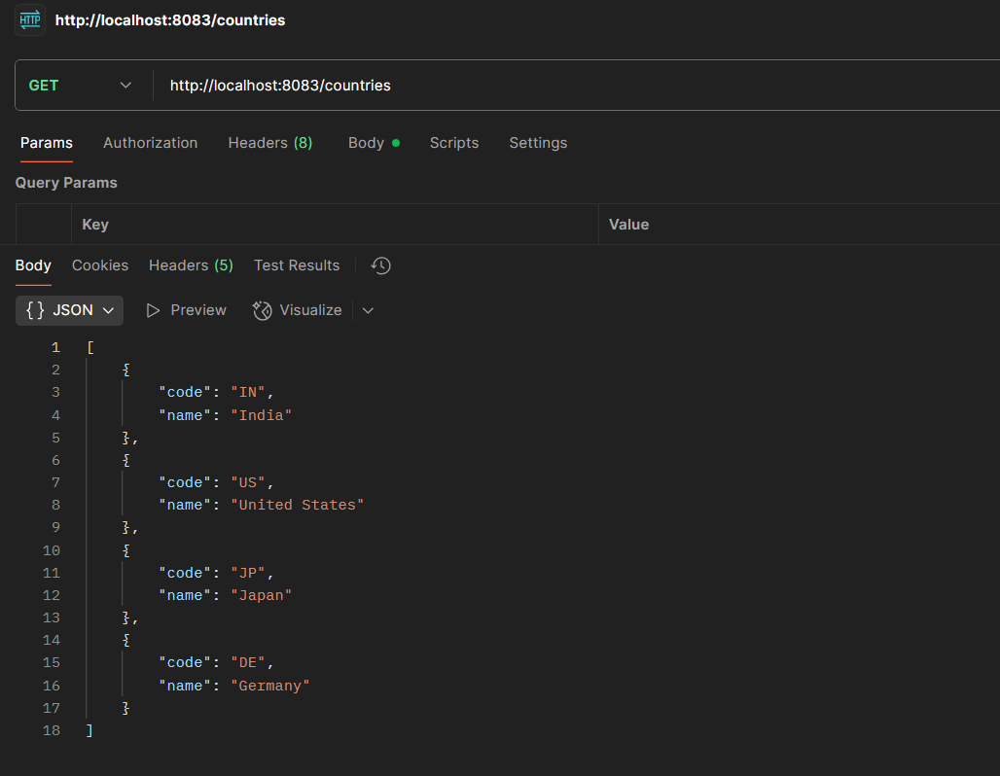 HTTP http://localhost:8083/countries
GET http://localhost:8083/countries
Params Authorization Headers (8) Body Scripts Settings
Query Params
Key Value
Body Cookies Headers (5) Test Results
{} JSON Preview Visualize
1 [
2 {
3 "code": "IN",
4 "name": "India"
5 },
6 {
7 "code": "US",
8 "name": "United States"
9 },
10 {
11 "code": "JP",
12 "name": "Japan"
13 },
14 {
15 "code": "DE",
16 "name": "Germany"
17 }
18 ]